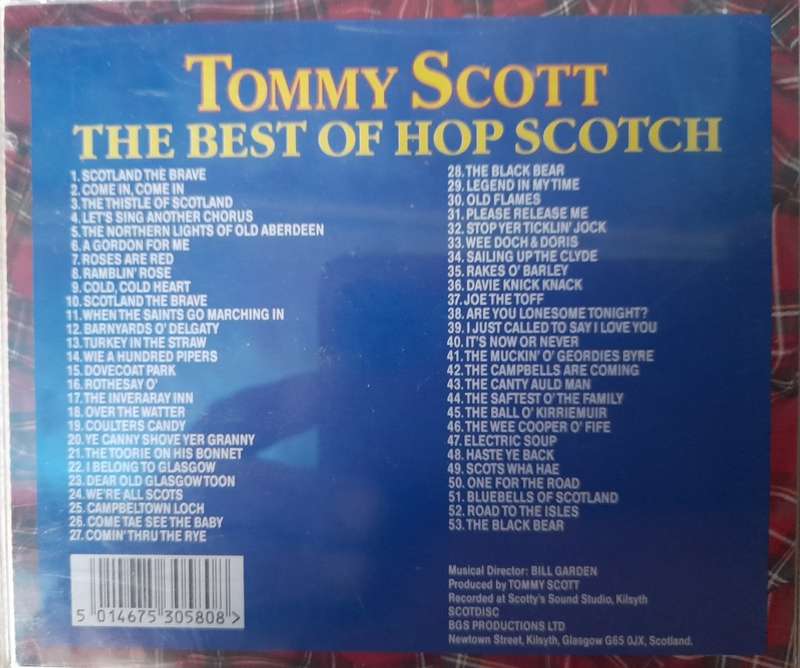 TOMMY SCOTT
THE BEST OF HOP SCOTCH
1. SCOTLAND THE BRAVE
2. COME IN, COME IN
3. THE THISTLE OF SCOTLAND
4. LET'S SING ANOTHER CHORUS
5. THE NORTHERN LIGHTS OF OLD ABERDEEN
6. A GORDON FOR ME
7. ROSES ARE RED
8. RAMBLIN' ROSE
9. COLD, COLD HEART
10. SCOTLAND THE BRAVE
11. WHEN THE SAINTS GO MARCHING IN
12. BARNYARDS O' DELGATY
13. TURKEY IN THE STRAW
14. WIE A HUNDRED PIPERS
15. DOVECOAT PARK
16. ROTHESAY O'
17. THE INVERARAY INN
18. OVER THE WATTER
19. COULTERS CANDY
20. YE CANNY SHOVE YER GRANNY
21. THE TOORIE ON HIS BONNET
22. I BELONG TO GLASGOW
23. DEAR OLD GLASGOW TOON
24. WE'RE ALL SCOTS
25. CAMPBELTOWN LOCH
26. COME TAE SEE THE BABY
27. COMIN' THRU THE RYE
28. THE BLACK BEAR
29. LEGEND IN MY TIME
30. OLD FLAMES
31. PLEASE RELEASE ME
32. STOP YER TICKLIN' JOCK
33. WEE DOCH & DORIS
34. SAILING UP THE CLYDE
35. RAKES O' BARLEY
36. DAVIE KNICK KNACK
37. JOE THE TOFF
38. ARE YOU LONESOME TONIGHT?
39. I JUST CALLED TO SAY I LOVE YOU
40. IT'S NOW OR NEVER
41. THE MUCKIN' O' GEORDIES BYRE
42. THE CAMPBELLS ARE COMING
43. THE CANTY AULD MAN
44. THE SAFTEST O' THE FAMILY
45. THE BALL O' KIRRIEMUIR
46. THE WEE COOPER O' FIFE
47. ELECTRIC SOUP
48. HASTE YE BACK
49. SCOTS WHA HAE
50. ONE FOR THE ROAD
51. BLUEBELLS OF SCOTLAND
52. ROAD TO THE ISLES
53. THE BLACK BEAR
5 014675 305808 >
Musical Director: BILL GARDEN
Produced by TOMMY SCOTT
Recorded at Scotty's Sound Studio, Kilsyth
SCOTDISC
BGS PRODUCTIONS LTD
Newtown Street, Kilsyth, Glasgow G65 0JX, Scotland.